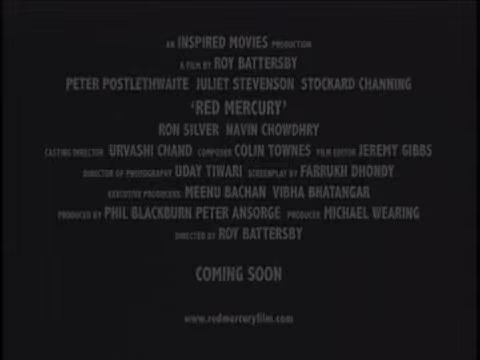 AN INSPIRED MOVIES PRODUCTION
A FILM BY ROY BATTERSBY
PETER POSTLETHWAITE JULIET STEVENSON STOCKARD CHANNING
'RED MERCURY'
RON SILVER NAVIN CHOWDHRY
CASTING DIRECTOR URVASHI CHAND COMPOSER COLIN TOWNES FILM EDITOR JEREMY GIBBS
DIRECTOR OF PHOTOGRAPHY UDAY TIWARI SCREENPLAY BY FARRUKH DHONDY
EXECUTIVE PRODUCERS MEENU BACHAN VIBHA BHATANGAR
PRODUCED BY PHIL BLACKBURN PETER ANSORGE PRODUCER MICHAEL WEARING
DIRECTED BY ROY BATTERSBY
COMING SOON
www.redmercuryfilm.com